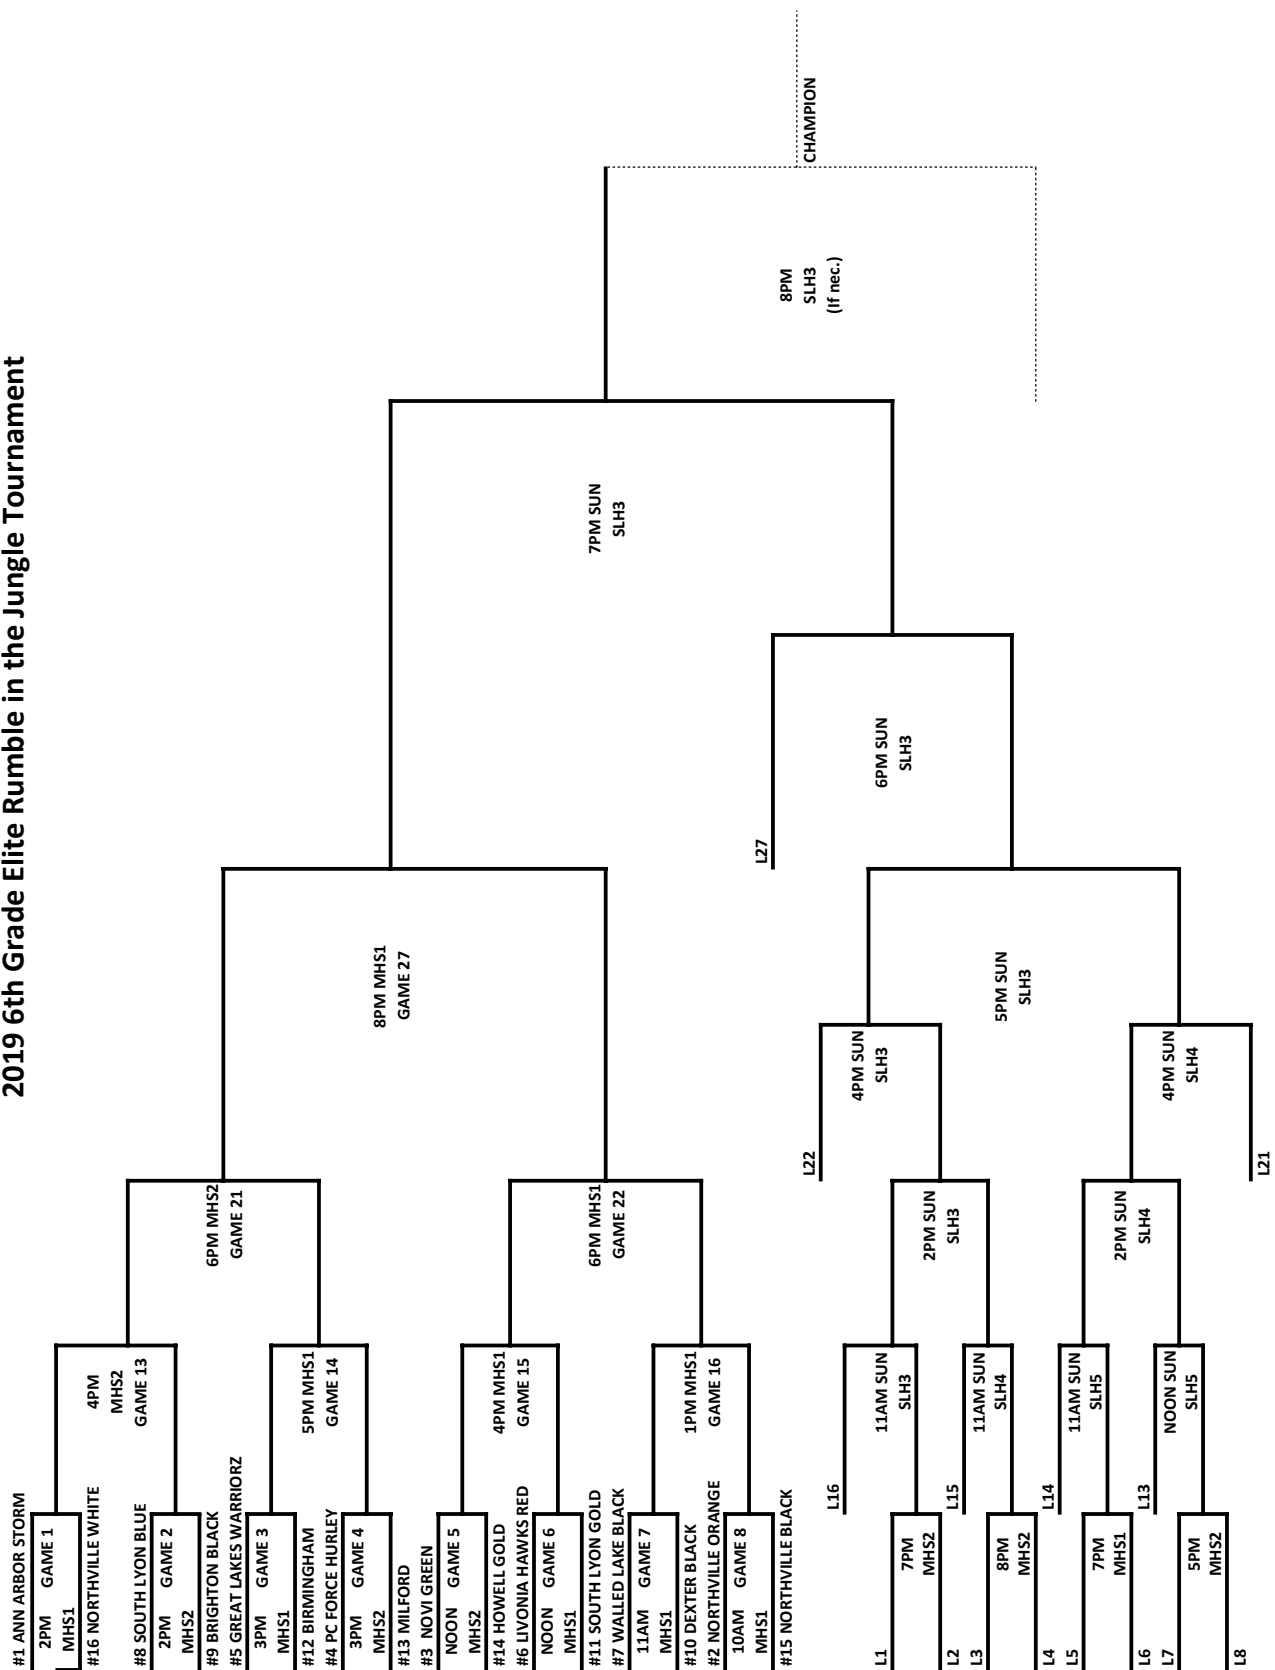 2019 6th Grade Elite Rumble in the Jungle Tournament
#1 ANN ARBOR STORM
2PM GAME 1
MHS1
#16 NORTHVILLE WHITE
#8 SOUTH LYON BLUE
2PM GAME 2
MHS2
#9 BRIGHTON BLACK
#5 GREAT LAKES WARRIORZ
3PM GAME 3
MHS1
#12 BIRMINGHAM
#4 PC FORCE HURLEY
3PM GAME 4
MHS2
#13 MILFORD
#3 NOVI GREEN
NOON GAME 5
MHS2
#14 HOWELL GOLD
#6 LIVONIA HAWKS RED
NOON GAME 6
MHS1
#11 SOUTH LYON GOLD
#7 WALLED LAKE BLACK
11AM GAME 7
MHS1
#10 DEXTER BLACK
#2 NORTHVILLE ORANGE
10AM GAME 8
MHS1
#15 NORTHVILLE BLACK
4PM
MHS2
GAME 13
5PM MHS1
GAME 14
4PM MHS1
GAME 15
1PM MHS1
GAME 16
6PM MHS2
GAME 21
6PM MHS1
GAME 22
8PM MHS1
GAME 27
7PM SUN
SLH3
8PM
SLH3
(If nec.)
CHAMPION
L1
7PM
MHS2
L2
L3
8PM
MHS2
L4
L5
7PM
MHS1
L6
L7
5PM
MHS2
L8
L16
11AM SUN
SLH3
L15
11AM SUN
SLH4
L14
11AM SUN
SLH5
L13
NOON SUN
SLH5
2PM SUN
SLH3
2PM SUN
SLH4
L22
4PM SUN
SLH3
4PM SUN
SLH4
L21
5PM SUN
SLH3
L27
6PM SUN
SLH3